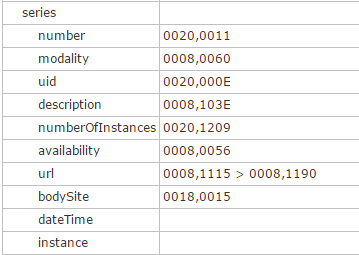 series
number 0020,0011
modality 0008,0060
uid 0020,000E
description 0008,103E
numberOfInstances 0020,1209
availability 0008,0056
url 0008,1115 > 0008,1190
bodySite 0018,0015
dateTime
instance